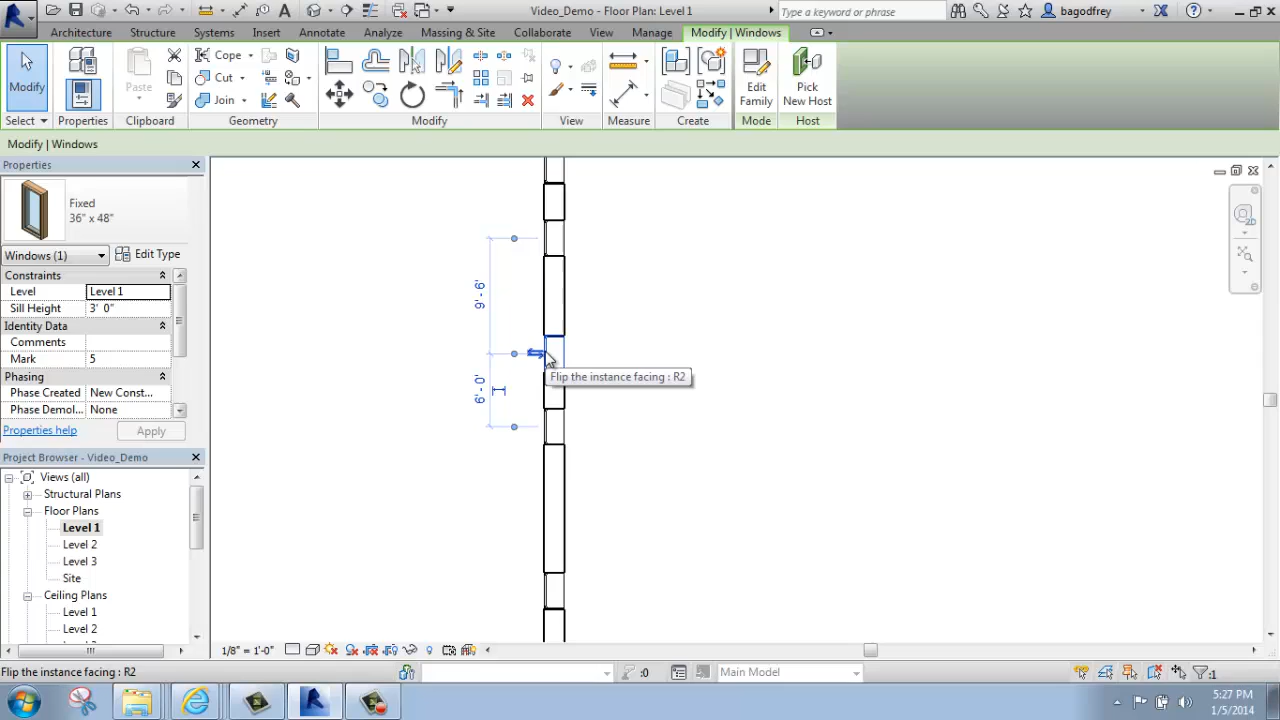 Video_Demo - Floor Plan: Level 1
Type a keyword or phrase
bagodfrey
Architecture
Structure
Systems
Insert
Annotate
Analyze
Massing & Site
Collaborate
View
Manage
Modify | Windows
Modify
Paste
Cope
Cut
Join
Edit
Family
Pick
New Host
Select
Properties
Clipboard
Geometry
Modify
View
Measure
Create
Mode
Host
Modify | Windows
Properties
Fixed
36" x 48"
Windows (1)
Edit Type
Constraints
Level
Level 1
Sill Height
3' 0"
Identity Data
Comments
Mark
5
Phasing
Phase Created
New Const...
Phase Demol...
None
Properties help
Apply
Project Browser - Video_Demo
Views (all)
Structural Plans
Floor Plans
Level 1
Level 2
Level 3
Site
Ceiling Plans
Level 1
Level 2
9' - 6"
6' - 0"
Flip the instance facing : R2
2D
1/8" = 1'-0"
Flip the instance facing : R2
:0
Main Model
:1
5:27 PM
1/5/2014